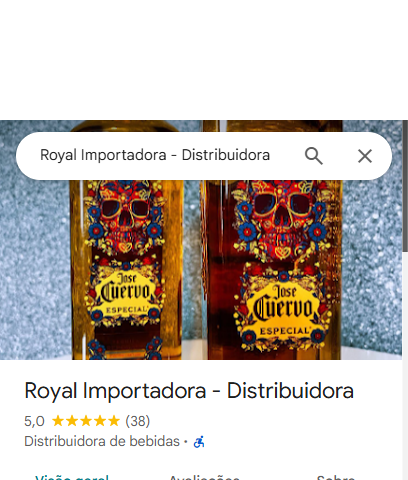 Royal Importadora - Distribuidora
Jose
Cuervo
ESPECIAL
Jose
Cuervo
ESPECIAL
Royal Importadora - Distribuidora
5,0 (38)
Distribuidora de bebidas ·
Visão geral Avaliações Sobre